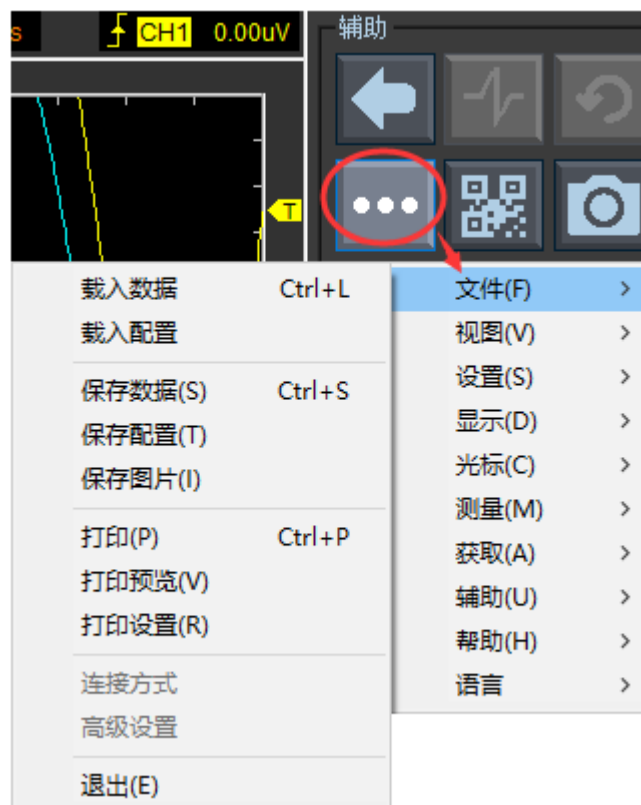 s
CH1 0.00uV
辅助
T
载入数据 Ctrl+L
载入配置
保存数据(S) Ctrl+S
保存配置(T)
保存图片(I)
打印(P) Ctrl+P
打印预览(V)
打印设置(R)
连接方式
高级设置
退出(E)
文件(F)
视图(V)
设置(S)
显示(D)
光标(C)
测量(M)
获取(A)
辅助(U)
帮助(H)
语言